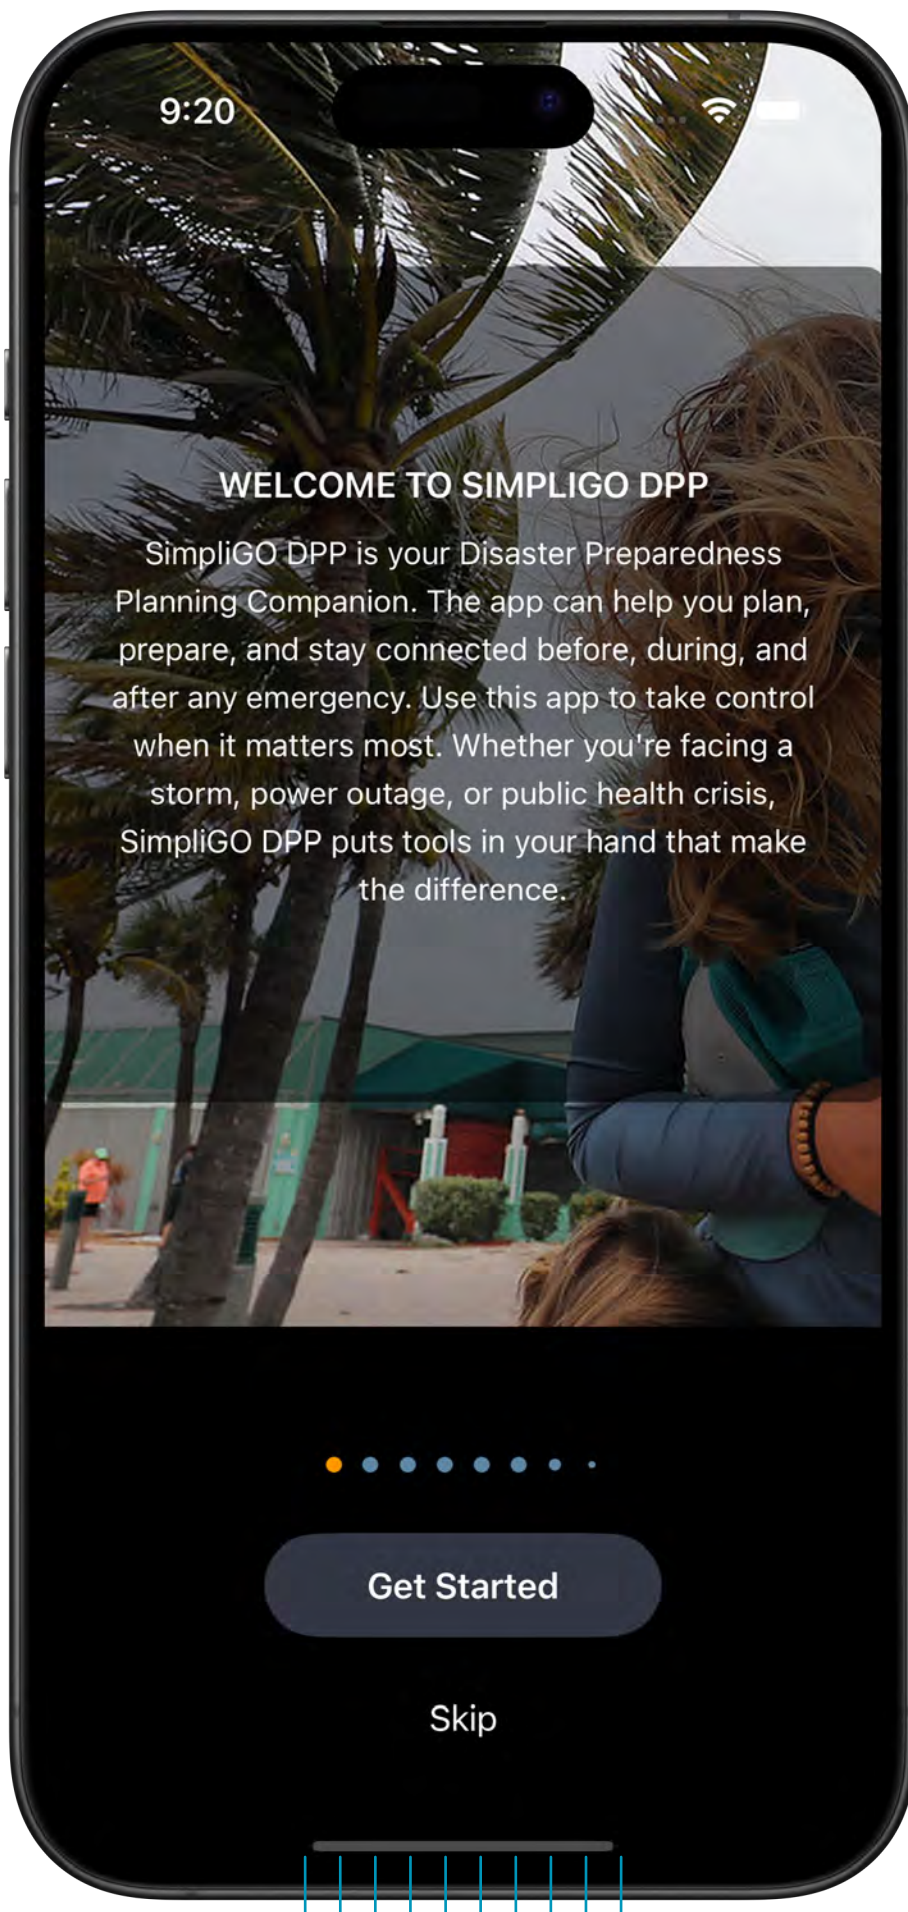 9:20
WELCOME TO SIMPLIGO DPP
SimpliGO DPP is your Disaster Preparedness
Planning Companion. The app can help you plan,
prepare, and stay connected before, during, and
after any emergency. Use this app to take control
when it matters most. Whether you're facing a
storm, power outage, or public health crisis,
SimpliGO DPP puts tools in your hand that make
the difference.
Get Started
Skip